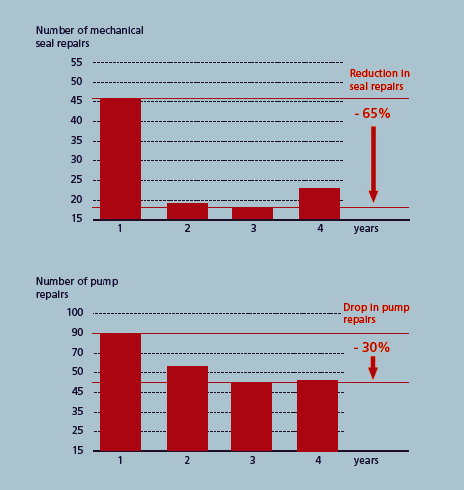 Number of mechanical
seal repairs
55
50
45
40
35
30
25
20
15
Reduction in
seal repairs
- 65%
1 2 3 4 years
Number of pump
repairs
100
90
70
50
45
35
25
15
Drop in pump
repairs
- 30%
1 2 3 4 years